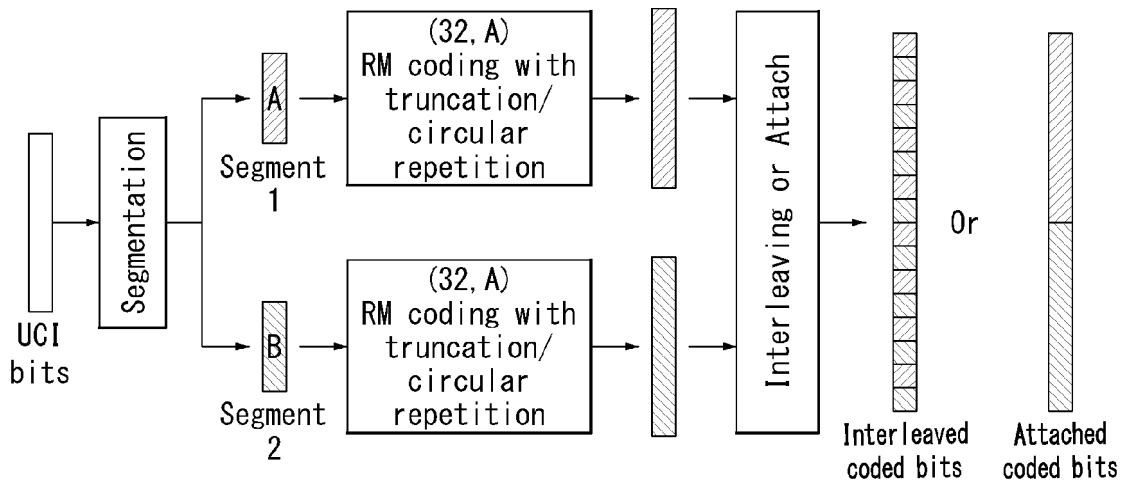 UCI
bits
Segmentation
A
Segment
1
(32, A)
RM coding with
truncation/
circular
repetition
B
Segment
2
(32, A)
RM coding with
truncation/
circular
repetition
Interleaving or Attach
Or
Interleaved
coded bits
Attached
coded bits